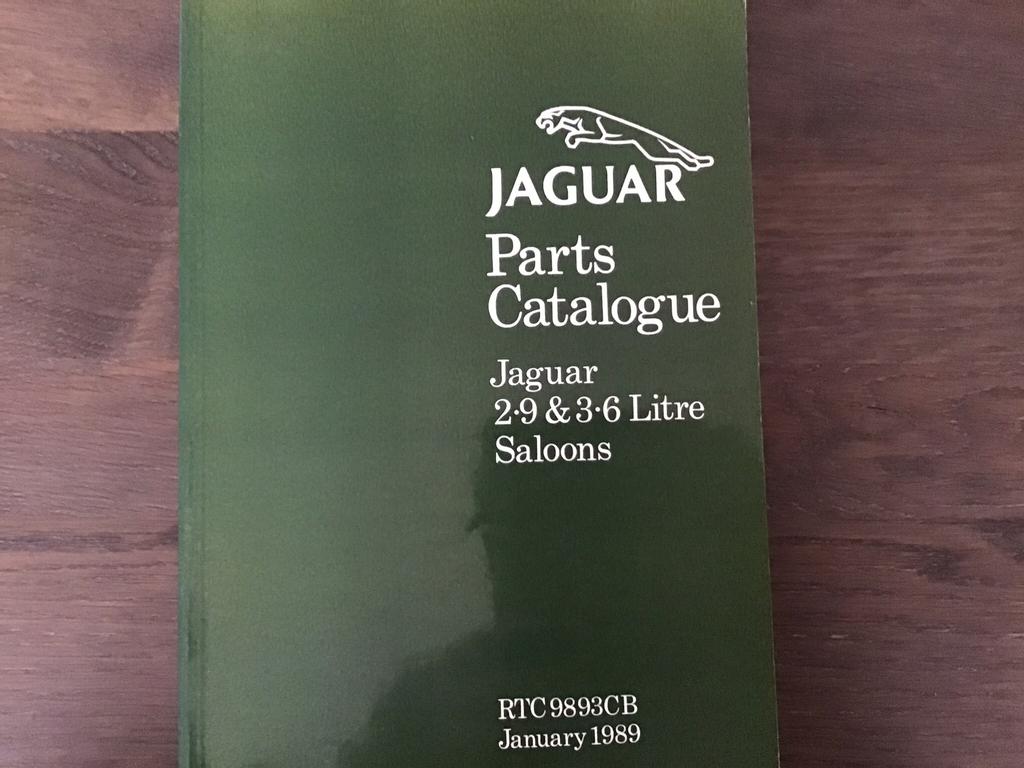 JAGUAR
Parts
Catalogue
Jaguar
2·9 & 3·6 Litre
Saloons
RTC 9893CB
January 1989